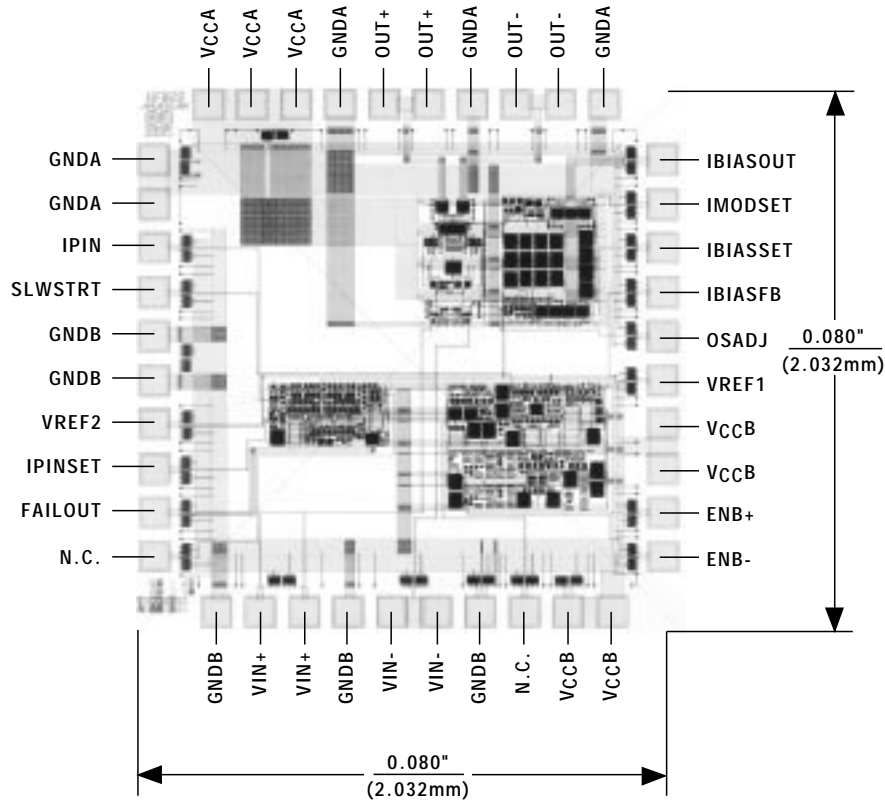 VCCA
VCCA
VCCA
GNDA
OUT+
OUT+
GNDA
OUT-
OUT-
GNDA
GNDA
GNDA
IPIN
SLWSTRT
GNDB
GNDB
VREF2
IPINSET
FAILOUT
N.C.
IBIASOUT
IMODSET
IBIASSET
IBIASFB
OSADJ
VREF1
VCCB
VCCB
ENB+
ENB-
0.080"
(2.032mm)
GNDB
VIN+
VIN+
GNDB
VIN-
VIN-
GNDB
N.C.
VCCB
VCCB
0.080"
(2.032mm)